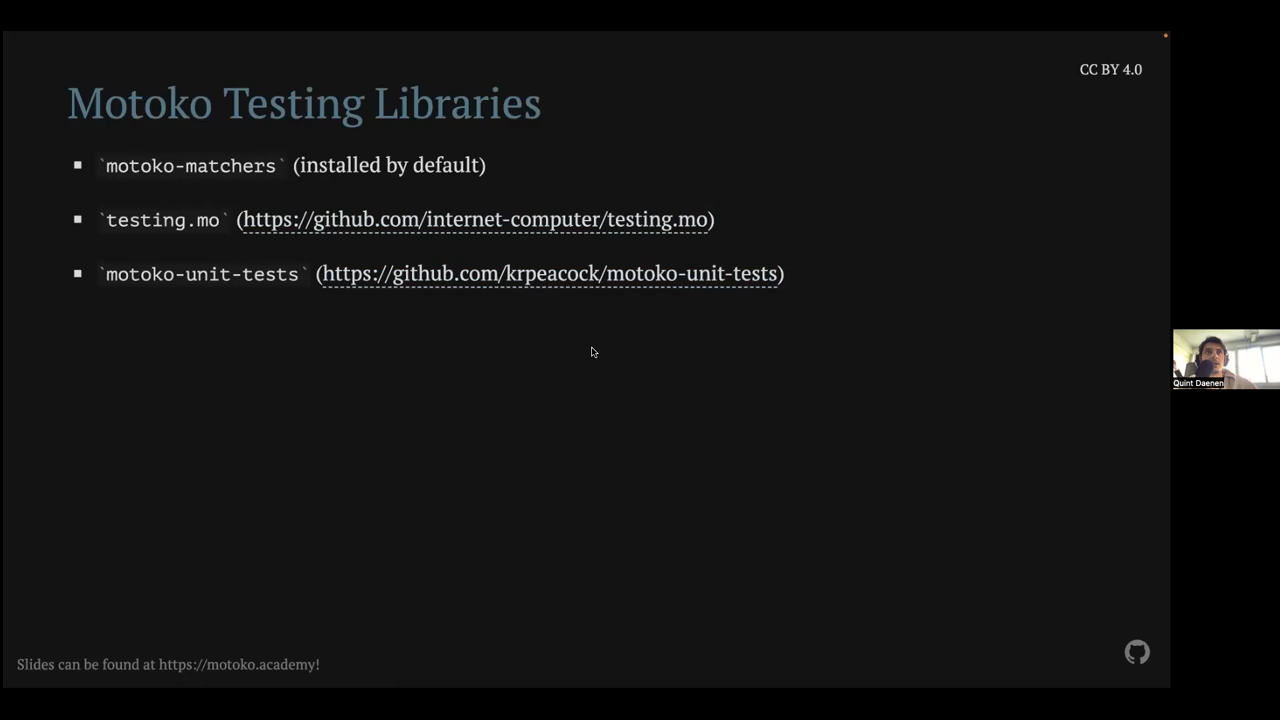 CC BY 4.0
Motoko Testing Libraries
`motoko-matchers` (installed by default)
`testing.mo` (https://github.com/internet-computer/testing.mo)
`motoko-unit-tests` (https://github.com/krpeacock/motoko-unit-tests)
Quint Daenen
Slides can be found at https://motoko.academy!